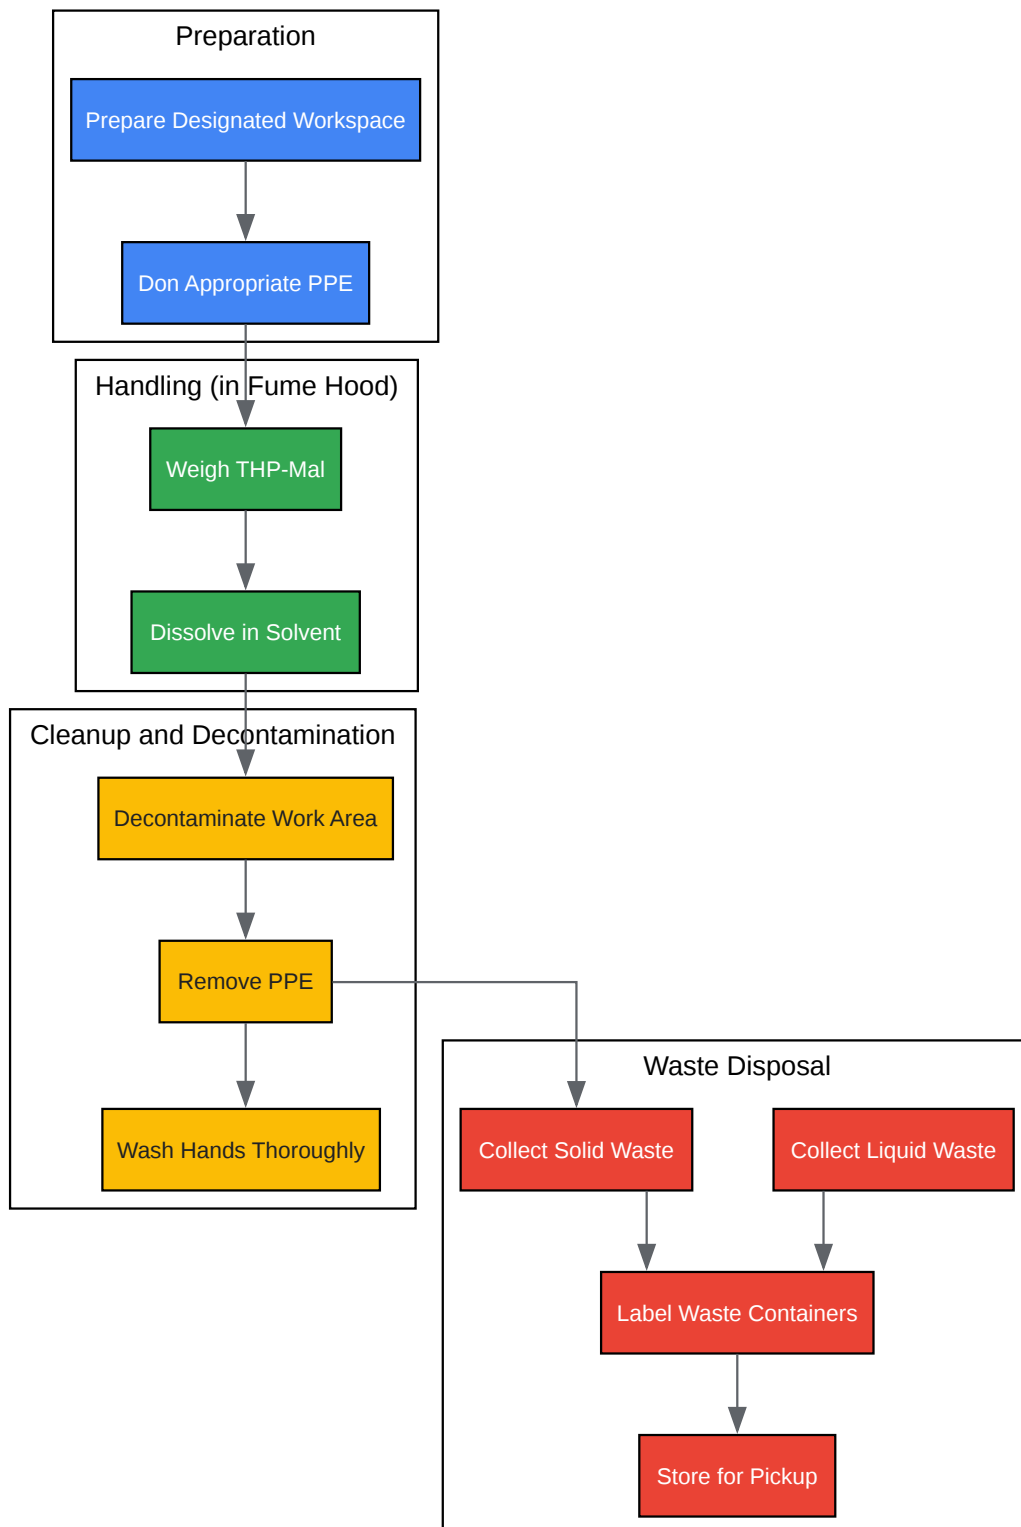 Preparation
Prepare Designated Workspace
Don Appropriate PPE
Handling (in Fume Hood)
Weigh THP-Mal
Dissolve in Solvent
Cleanup and Decontamination
Decontaminate Work Area
Remove PPE
Wash Hands Thoroughly
Waste Disposal
Collect Solid Waste
Collect Liquid Waste
Label Waste Containers
Store for Pickup